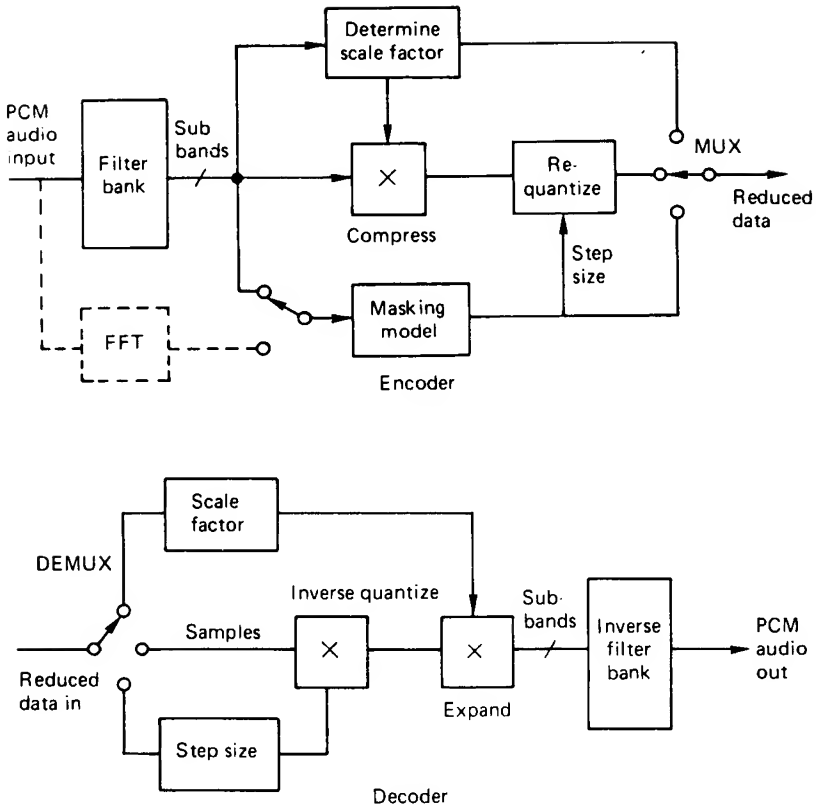 Determine
scale factor
PCM
audio
input
Filter
bank
Sub
bands
×
Compress
Re-
quantize
MUX
Reduced
data
Step
size
FFT
Masking
model
Encoder
Scale
factor
DEMUX
Inverse quantize
Samples
×
×
Expand
Sub-
bands
Inverse
filter
bank
PCM
audio
out
Reduced
data in
Step size
Decoder